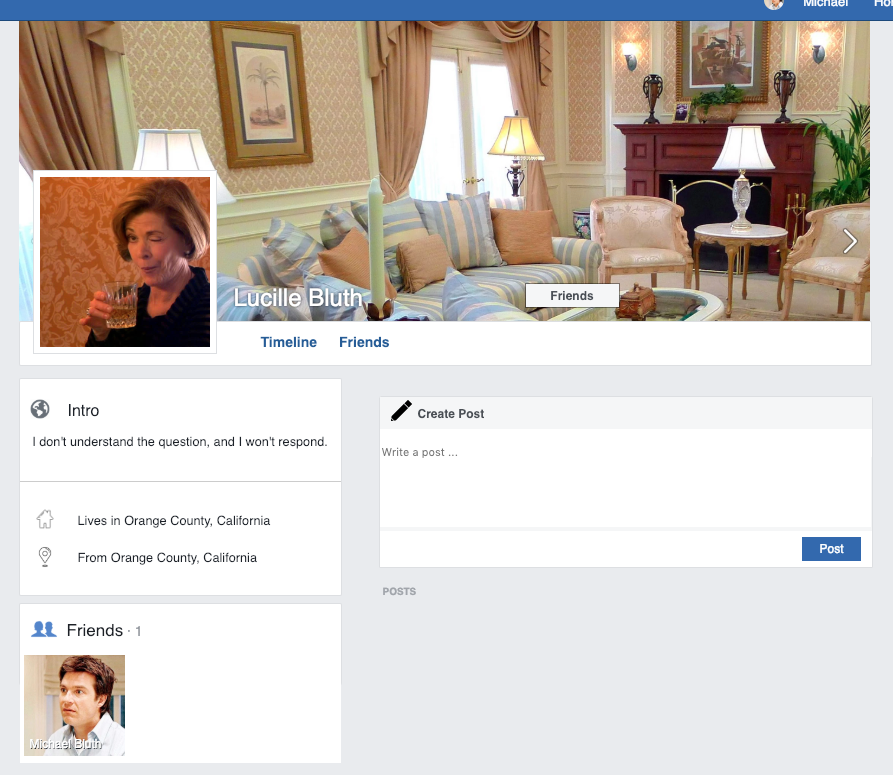 Michael
Lucille Bluth
Friends
Timeline
Friends
Intro
I don't understand the question, and I won't respond.
Lives in Orange County, California
From Orange County, California
Friends · 1
Michael Bluth
Create Post
Write a post ...
Post
POSTS